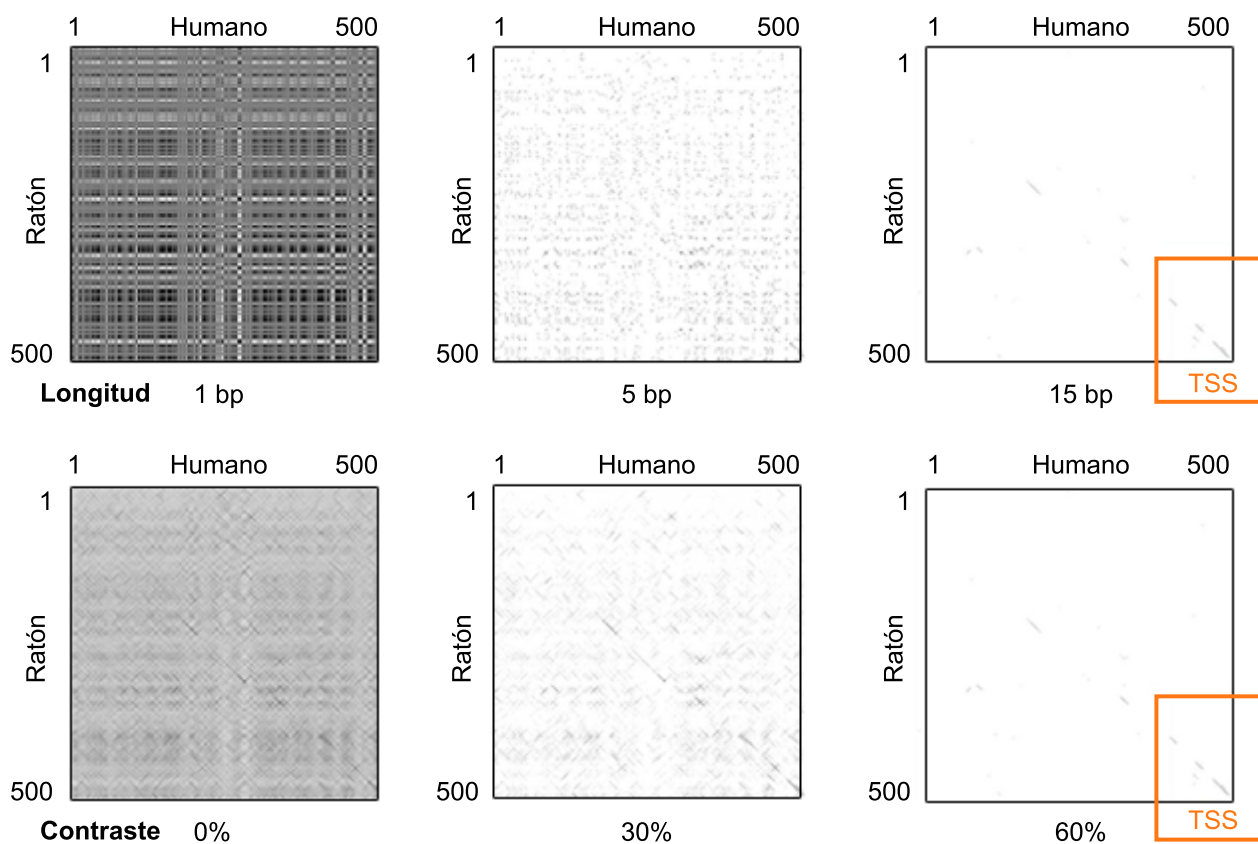 1 Humano 500
1 Humano 500
1 Humano 500
1
1
1
Ratón
Ratón
Ratón
500
500
500
TSS
Longitud 1 bp
5 bp
15 bp
1 Humano 500
1 Humano 500
1 Humano 500
1
1
1
Ratón
Ratón
Ratón
500
500
500
TSS
Contraste 0%
30%
60%